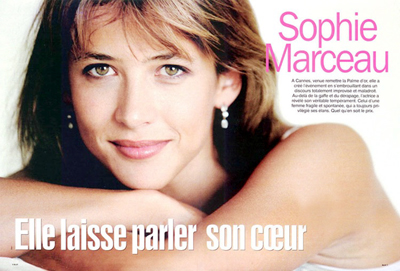 Sophie
Marceau
A Cannes, venue remettre la Palme d'or, elle a
créé l'événement en s'embrouillant dans un
discours totalement improvisé et maladroit.
Au-delà de la gaffe et du dérapage, l'actrice a
révélé son véritable tempérament. Celui d'une
femme fragile et spontanée, qui a toujours pri-
vilégié ses élans. Quel qu'en soit le prix.
Elle laisse parler son cœur